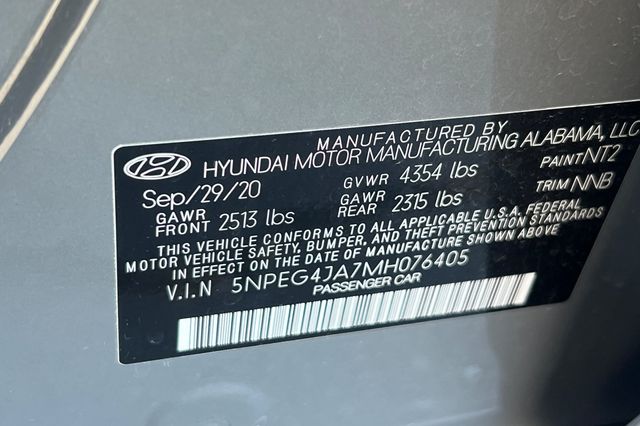 MANUFACTURED BY
HYUNDAI MOTOR MANUFACTURING ALABAMA, LLC
Sep/29/20 GVWR 4354 lbs PAINT NT2
GAWR FRONT 2513 lbs GAWR REAR 2315 lbs TRIM NNB
THIS VEHICLE CONFORMS TO ALL APPLICABLE U.S.A. FEDERAL
MOTOR VEHICLE SAFETY, BUMPER, AND THEFT PREVENTION STANDARDS
IN EFFECT ON THE DATE OF MANUFACTURE SHOWN ABOVE
V.I.N 5NPEG4JA7MH076405
PASSENGER CAR